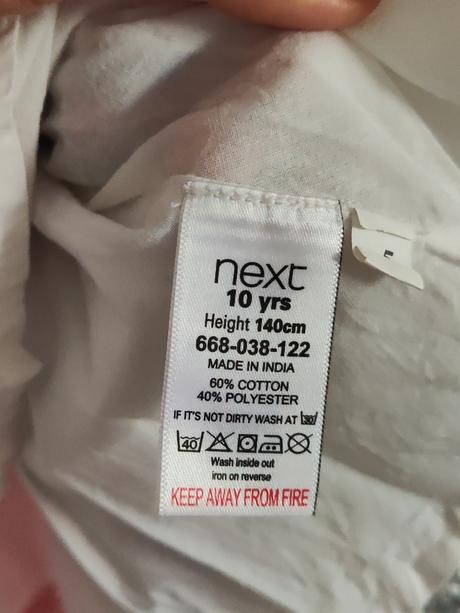 next
10 yrs
Height 140cm
668-038-122
MADE IN INDIA
60% COTTON
40% POLYESTER
IF IT'S NOT DIRTY WASH AT 30
40
Wash inside out
iron on reverse
KEEP AWAY FROM FIRE